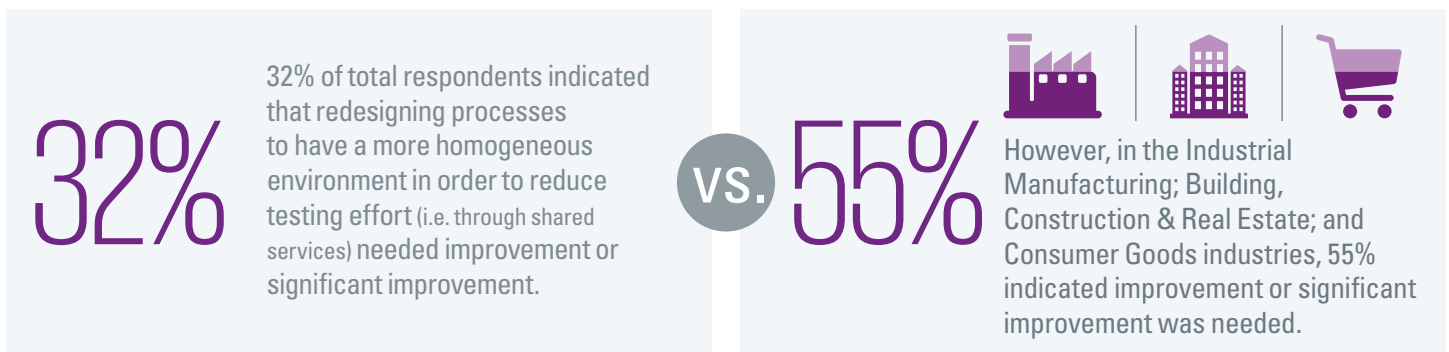 32%
32% of total respondents indicated
that redesigning processes
to have a more homogeneous
environment in order to reduce
testing effort (i.e. through shared
services) needed improvement or
significant improvement.
vs.
55%
However, in the Industrial
Manufacturing; Building,
Construction & Real Estate; and
Consumer Goods industries, 55%
indicated improvement or significant
improvement was needed.